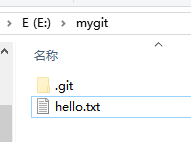 E (E:) › mygit
名称
.git
hello.txt